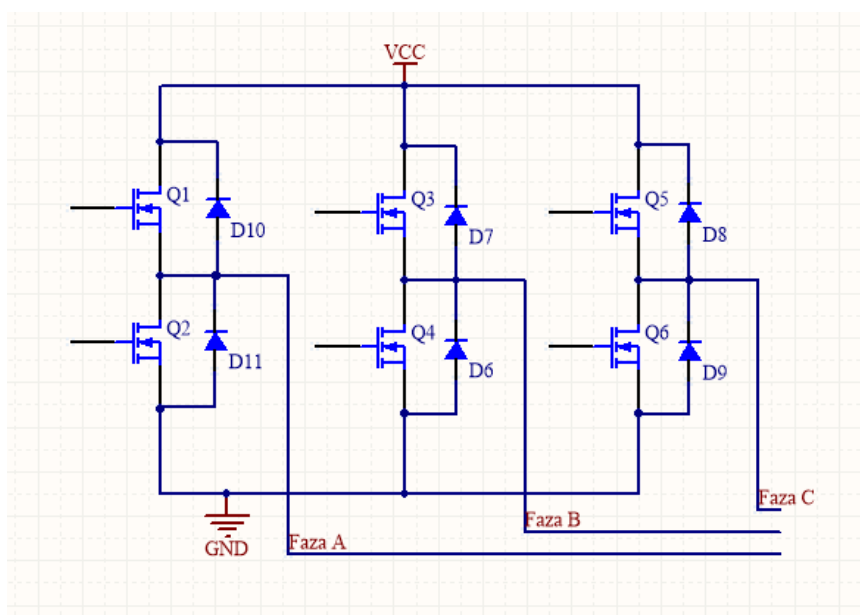 VCC
Q1
D10
Q3
D7
Q5
D8
Q2
D11
Q4
D6
Q6
D9
GND
Faza A
Faza B
Faza C